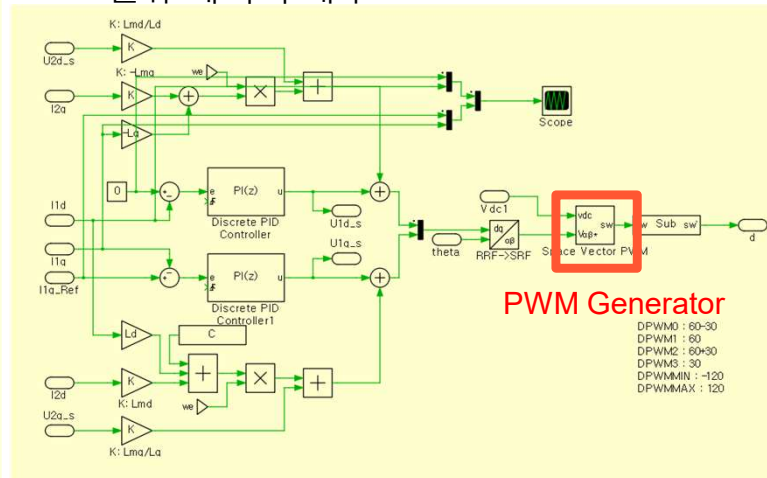 K: Lmd/Ld
K
U2d_s
K: -Lmq
we
I2q
K
-Lq
Scope
0
PI(z)
e
u
Discrete PID
Controller
U1d_s
I1d
Vdc1
vdc
sw
Vαβ*
Sub
sw
d
dq
αβ
theta
RRF->SRF
Space Vector PWM
U1q_s
I1q
I1q_Ref
PI(z)
e
u
Discrete PID
Controller1
PWM Generator
DPWM0 : 60-30
DPWM1 : 60
DPWM2 : 60+30
DPWM3 : 30
DPWMMIN : -120
DPWMMAX : 120
Ld
C
I2d
K
K: Lmd
we
U2q_s
K
K: Lmq/Lq